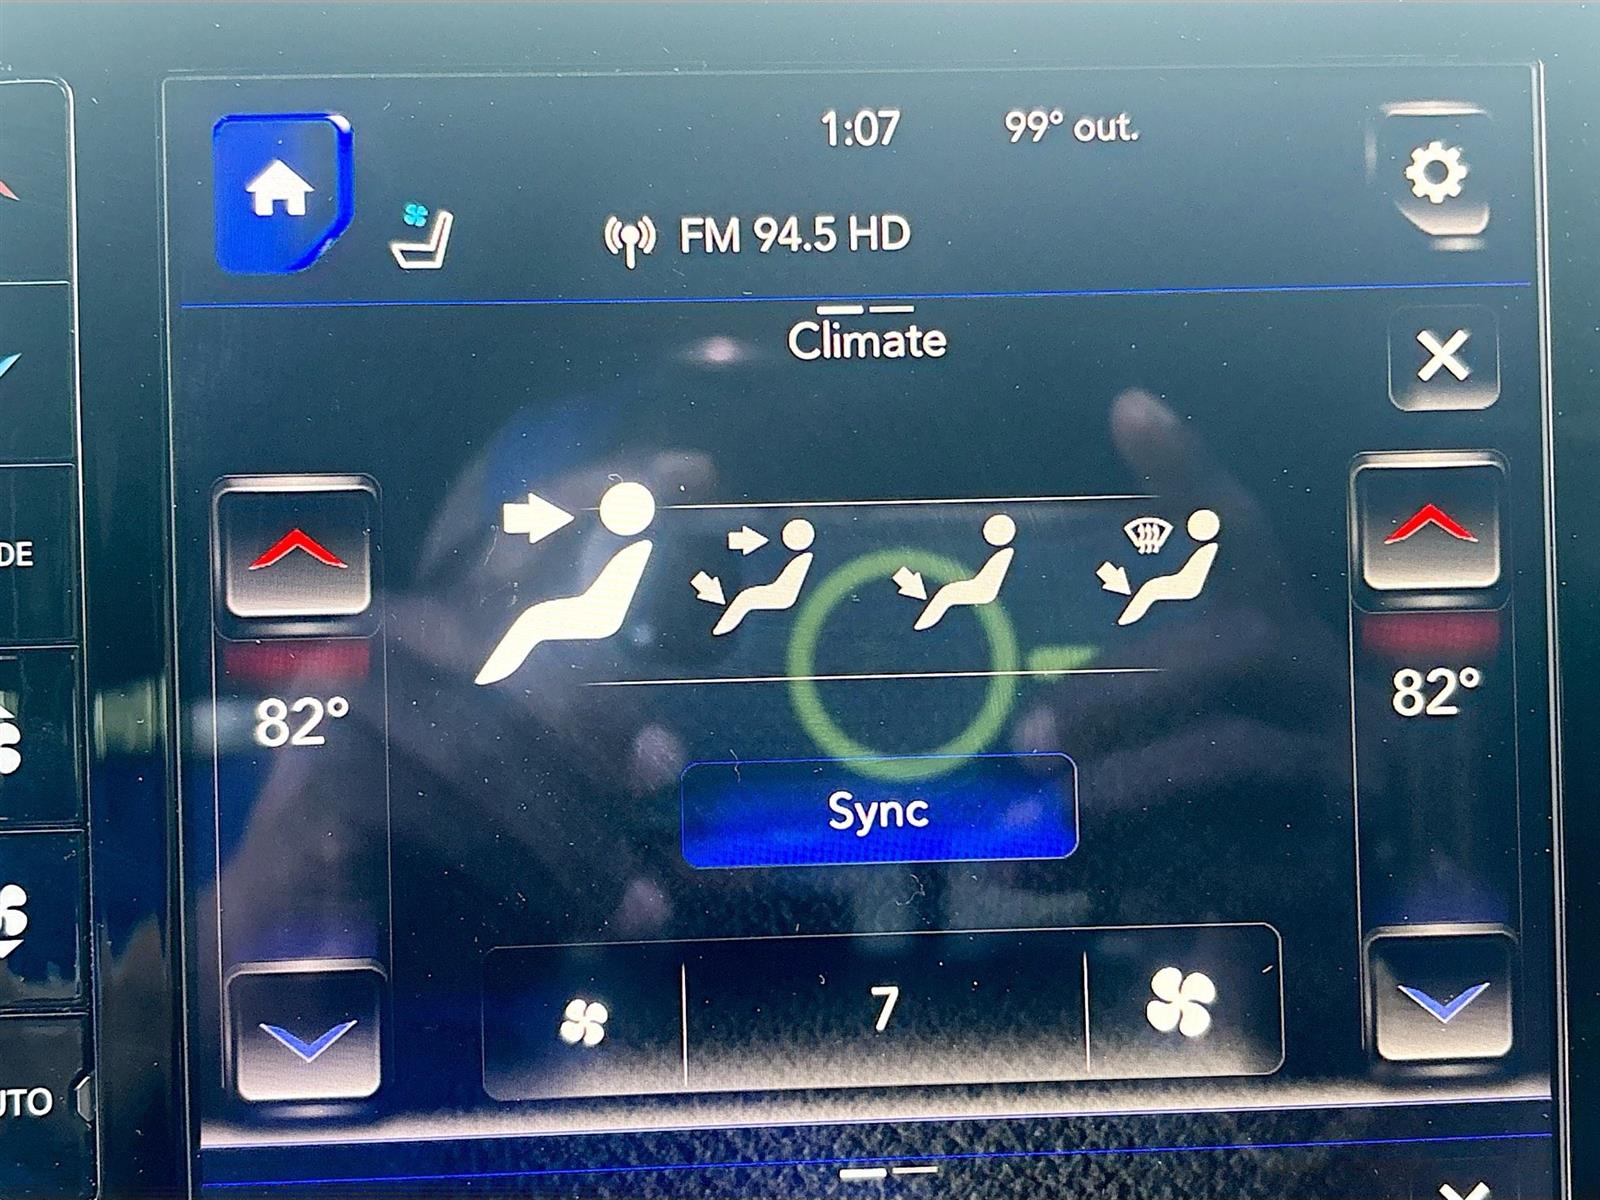 1:07 99° out.
FM 94.5 HD
Climate
DE
82°
82°
Sync
7
UTO